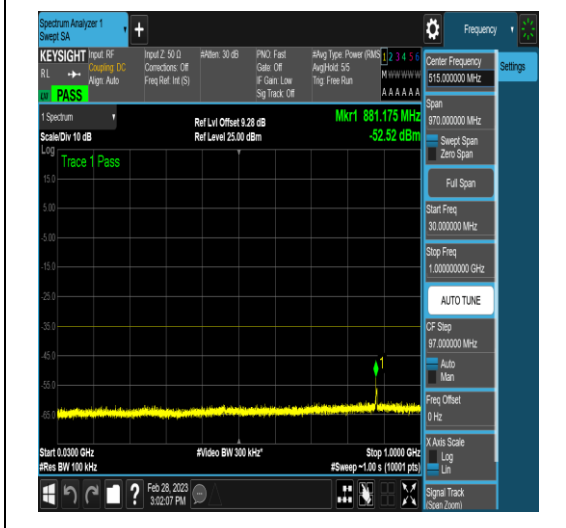 Spectrum Analyzer 1
Swept SA
+
Frequency
KEYSIGHT
RL
PASS
Input: RF
Coupling: DC
Align: Auto
Input Z: 50 Ω
Corrections: Off
Freq Ref: Int (S)
#Atten: 30 dB
PNO: Fast
Gate: Off
IF Gain: Low
Sig Track: Off
#Avg Type: Power (RMS
Avg|Hold: 5/5
Trig: Free Run
1 2 3 4 5 6
M W W W W W
A A A A A A
Center Frequency
515.000000 MHz
Settings
Span
970.000000 MHz
Swept Span
Zero Span
Full Span
Start Freq
30.000000 MHz
Stop Freq
1.000000000 GHz
AUTO TUNE
CF Step
97.000000 MHz
Auto
Man
Freq Offset
0 Hz
X Axis Scale
Log
Lin
Signal Track
(Span Zoom)
1 Spectrum
Scale/Div 10 dB
Ref Lvl Offset 9.28 dB
Ref Level 25.00 dBm
Mkr1 881.175 MHz
-52.52 dBm
Log
Trace 1 Pass
15.0
5.00
-5.00
-15.0
-25.0
-35.0
-45.0
-55.0
-65.0
1
Start 0.0300 GHz
#Res BW 100 kHz
#Video BW 300 kHz*
Stop 1.0000 GHz
#Sweep ~1.00 s (10001 pts)
?
Feb 28, 2023
3:02:07 PM